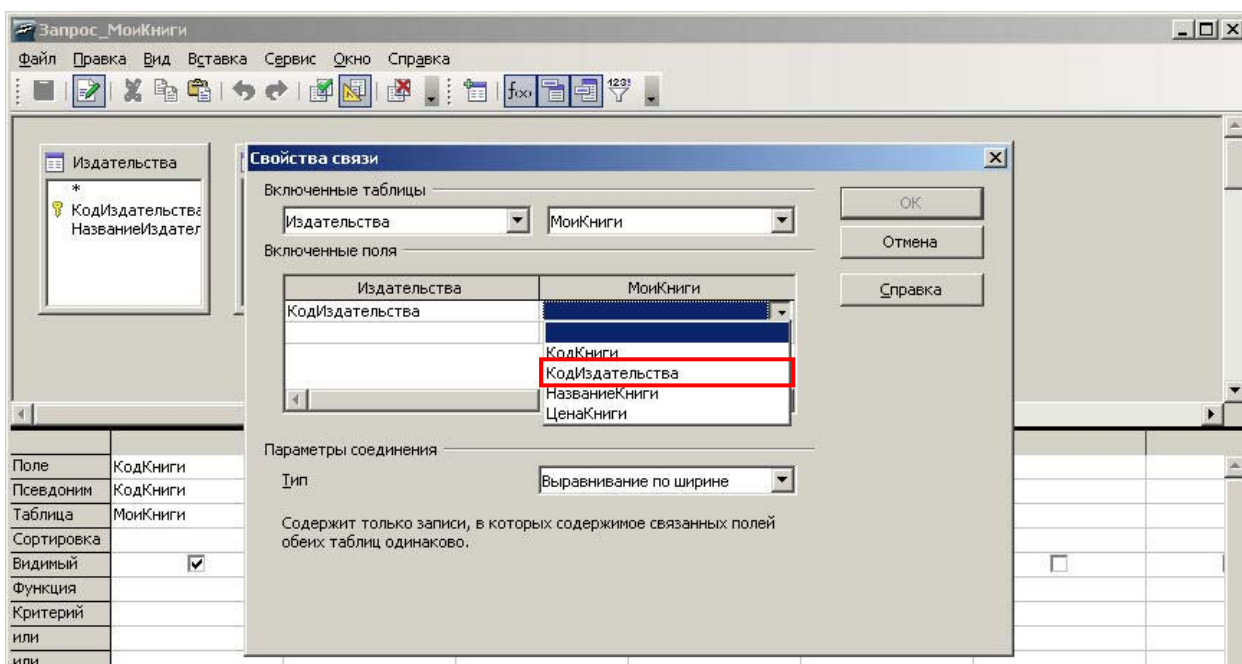 Запрос_МоиКниги
Файл Правка Вид Вставка Сервис Окно Справка
f(x) 123!
Издательства
*
КодИздательства
НазваниеИздател
Свойства связи
Включенные таблицы
Издательства МоиКниги
Включенные поля
Издательства МоиКниги
КодИздательства
КодКниги
КодИздательства
НазваниеКниги
ЦенаКниги
Параметры соединения
Тип Выравнивание по ширине
Содержит только записи, в которых содержимое связанных полей
обеих таблиц одинаково.
OK
Отмена
Справка
Поле КодКниги
Псевдоним КодКниги
Таблица МоиКниги
Сортировка
Видимый
Функция
Критерий
или
или